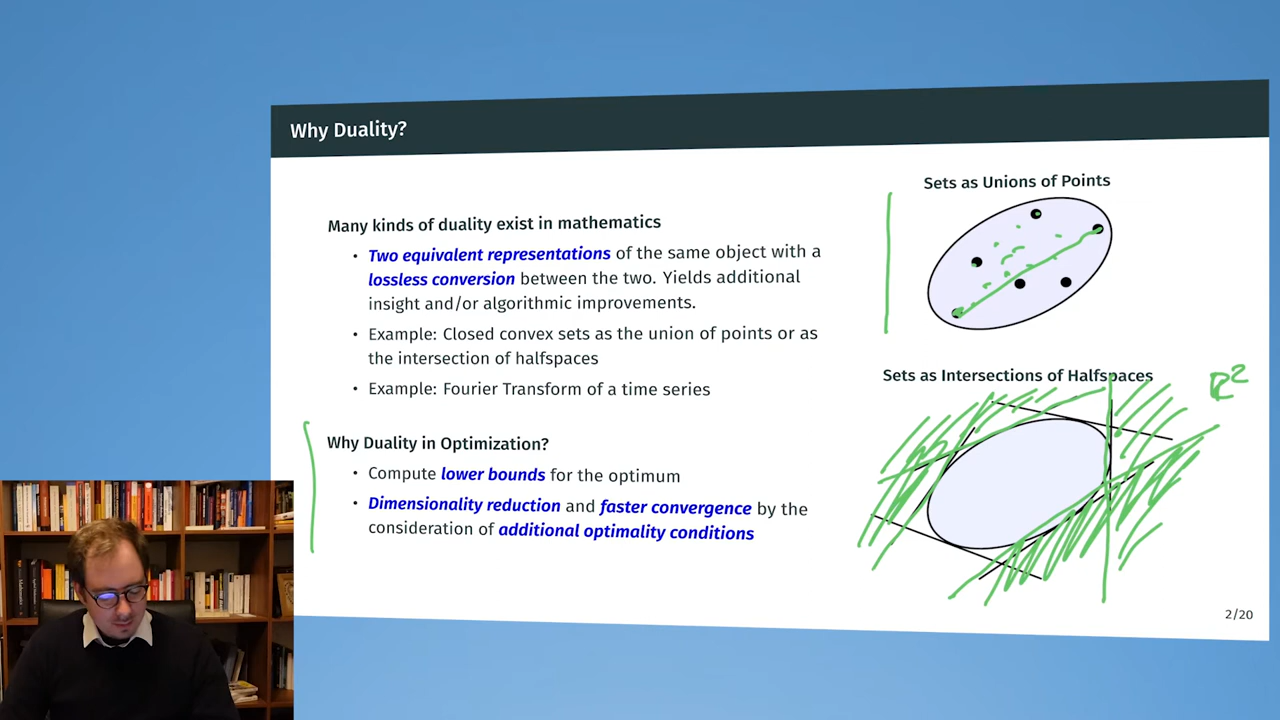 Why Duality?
Many kinds of duality exist in mathematics
• Two equivalent representations of the same object with a
lossless conversion between the two. Yields additional
insight and/or algorithmic improvements.
• Example: Closed convex sets as the union of points or as
the intersection of halfspaces
• Example: Fourier Transform of a time series
Why Duality in Optimization?
• Compute lower bounds for the optimum
• Dimensionality reduction and faster convergence by the
consideration of additional optimality conditions
Sets as Unions of Points
Sets as Intersections of Halfspaces
ℝ²
2/20